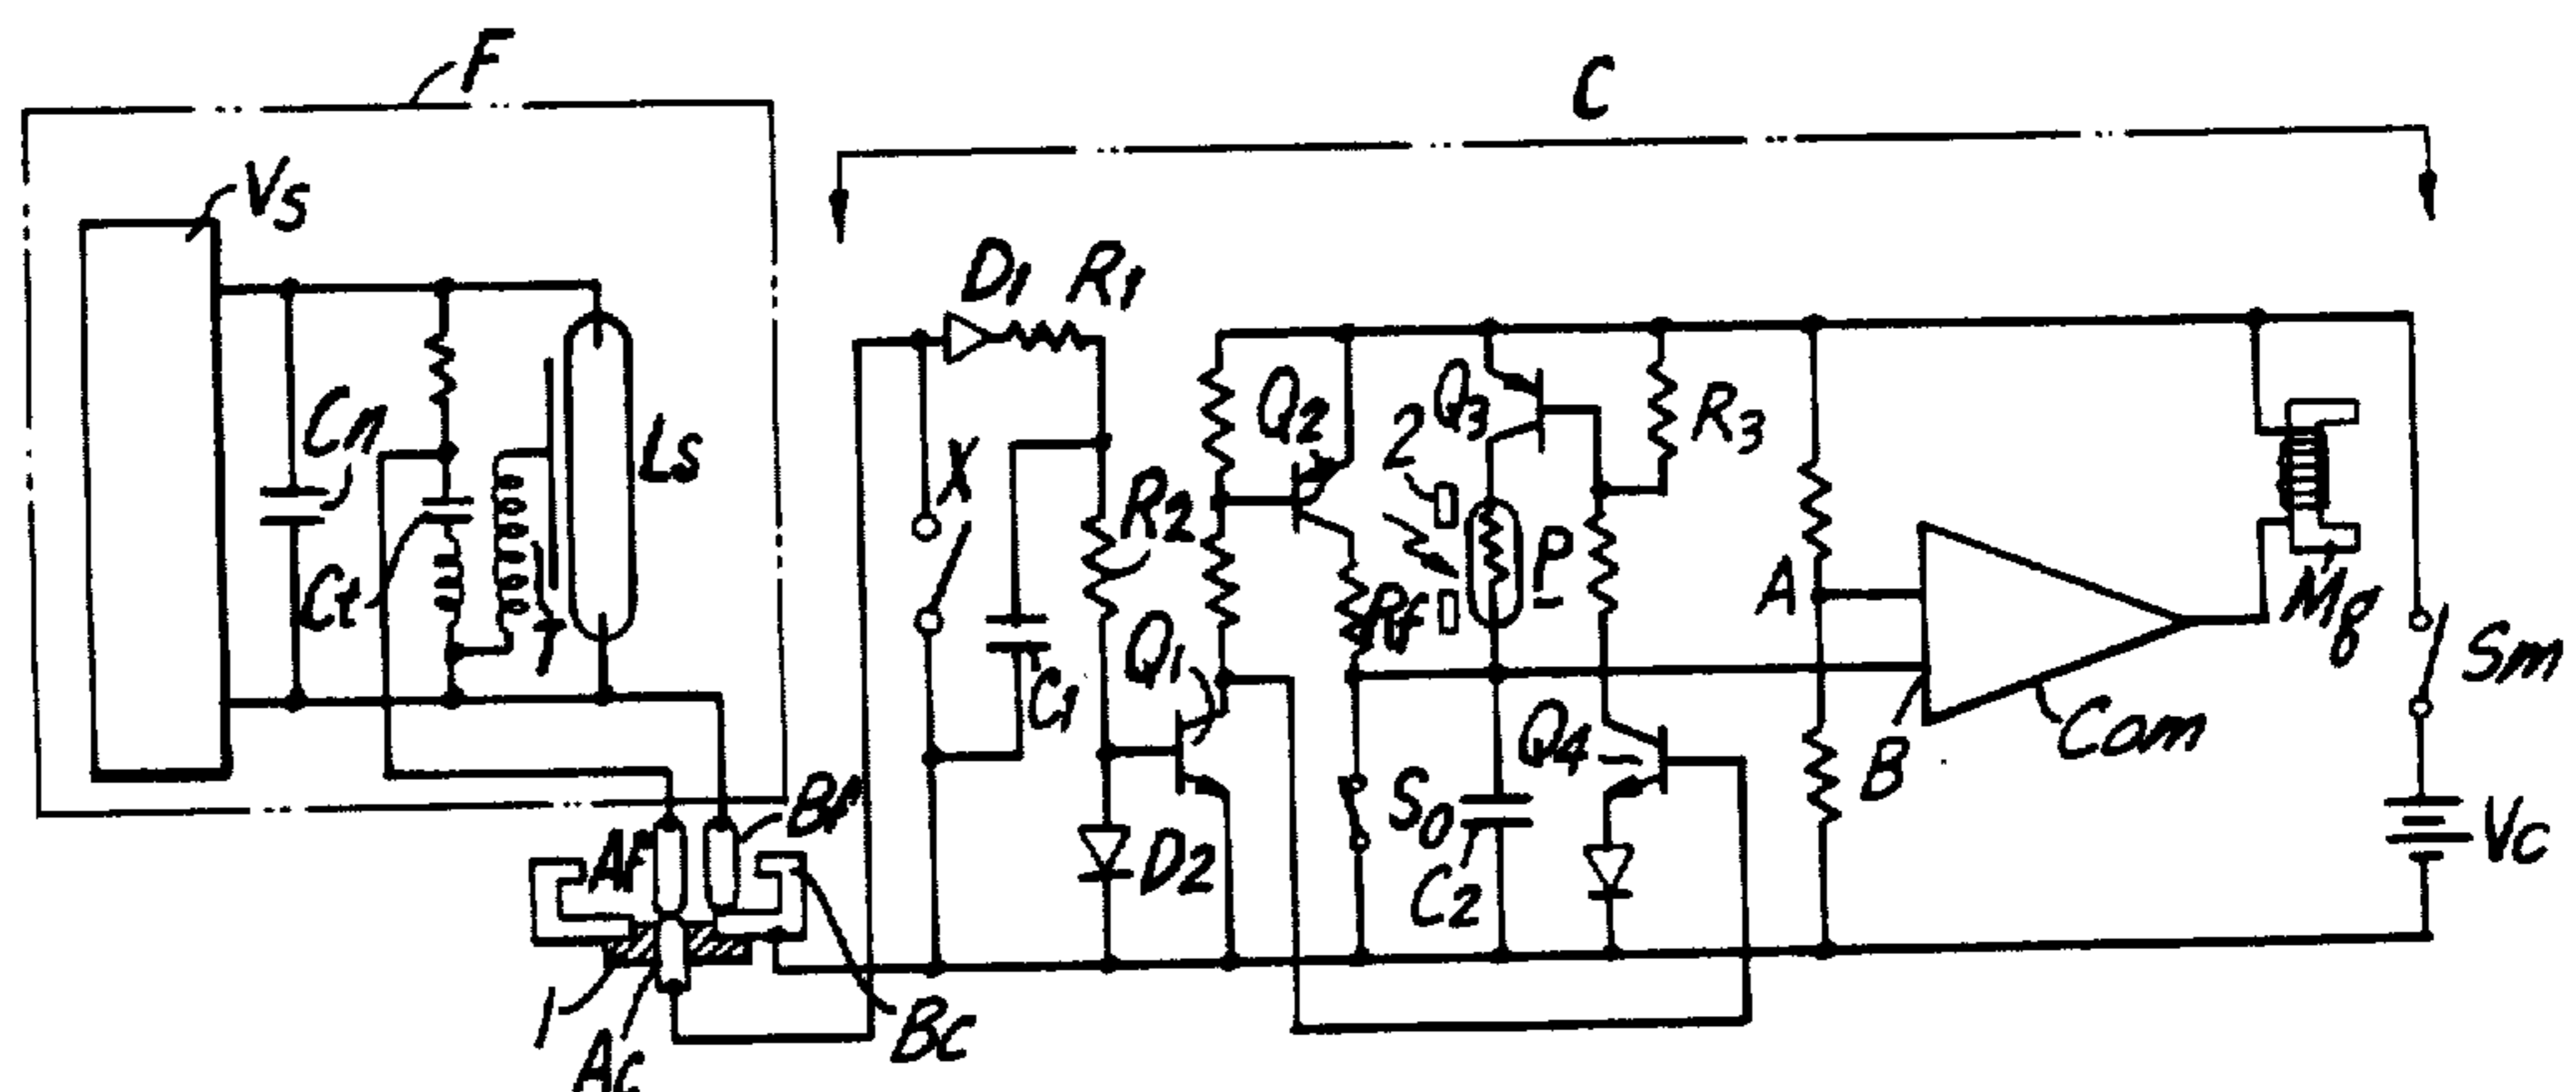 F
C
Vs
D1
R1
Cn
Ls
X
Q2
2
Q3
R3
R2
P
Ct
T
Q1
Rf
A
Mg
Sm
C1
Q4
B
Com
AF
BF
D2
S0
C2
Vc
1
Ac
Bc